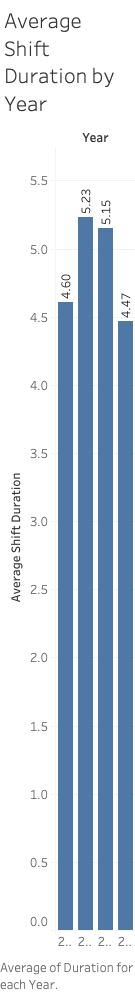 Average
Shift
Duration by
Year
Year
5.5
5.0
4.5
4.0
3.5
3.0
2.5
2.0
1.5
1.0
0.5
0.0
Average Shift Duration
4.60
5.23
5.15
4.47
2.. 2.. 2.. 2..
Average of Duration for
each Year.